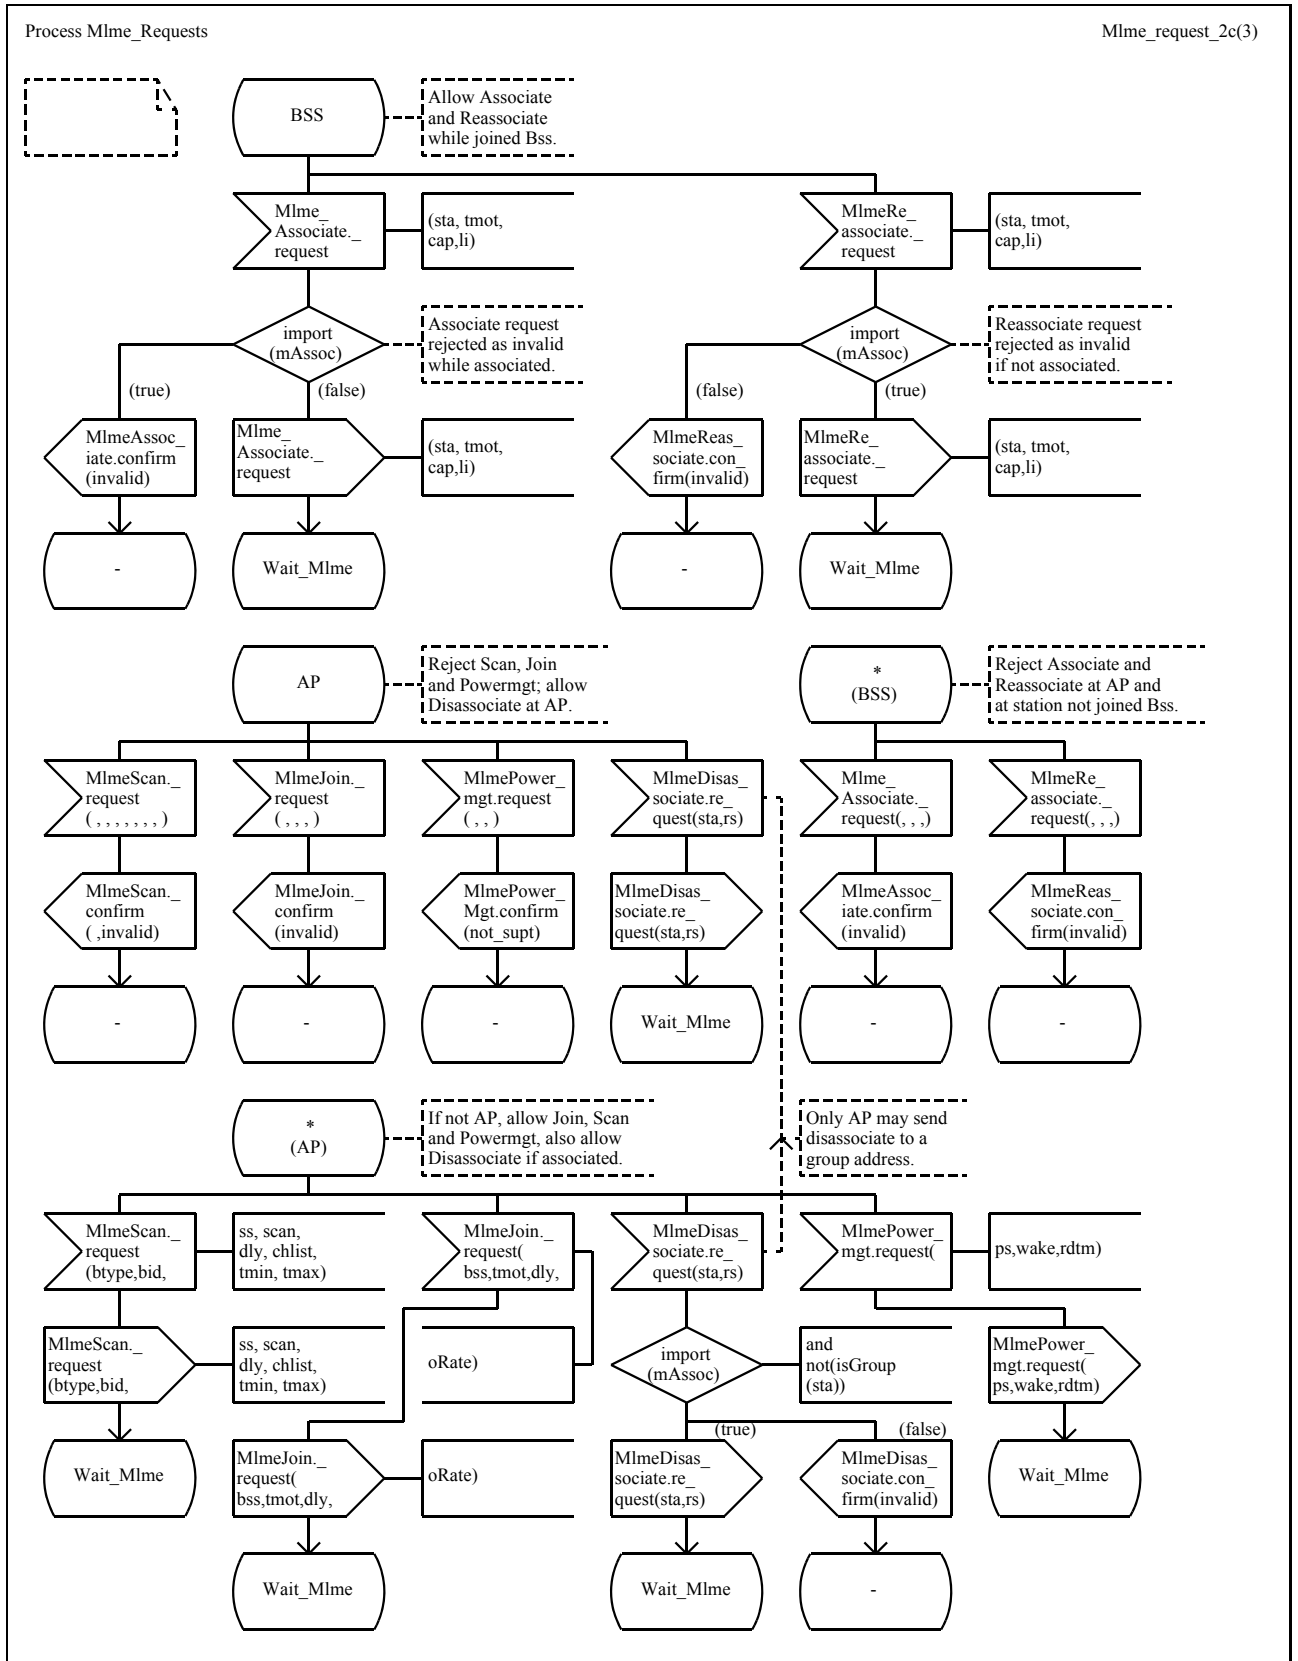 Process Mlme_Requests
Mlme_request_2c(3)
BSS
Allow Associate
and Reassociate
while joined Bss.
Mlme_
Associate._
request
(sta, tmot,
cap,li)
MlmeRe_
associate._
request
(sta, tmot,
cap,li)
import
(mAssoc)
Associate request
rejected as invalid
while associated.
import
(mAssoc)
Reassociate request
rejected as invalid
if not associated.
(true)
(false)
(false)
(true)
MlmeAssoc_
iate.confirm
(invalid)
Mlme_
Associate._
request
(sta, tmot,
cap,li)
MlmeReas_
sociate.con_
firm(invalid)
MlmeRe_
associate._
request
(sta, tmot,
cap,li)
-
Wait_Mlme
-
Wait_Mlme
AP
Reject Scan, Join
and Powermgt; allow
Disassociate at AP.
*
(BSS)
Reject Associate and
Reassociate at AP and
at station not joined Bss.
MlmeScan._
request
( , , , , , , , )
MlmeJoin._
request
( , , , )
MlmePower_
mgt.request
( , , )
MlmeDisas_
sociate.re_
quest(sta,rs)
Mlme_
Associate._
request(, , ,)
MlmeRe_
associate._
request(, , ,)
MlmeScan._
confirm
( ,invalid)
MlmeJoin._
confirm
(invalid)
MlmePower_
Mgt.confirm
(not_supt)
MlmeDisas_
sociate.re_
quest(sta,rs)
MlmeAssoc_
iate.confirm
(invalid)
MlmeReas_
sociate.con_
firm(invalid)
-
-
-
Wait_Mlme
-
-
*
(AP)
If not AP, allow Join, Scan
and Powermgt, also allow
Disassociate if associated.
Only AP may send
disassociate to a
group address.
MlmeScan._
request
(btype,bid,
ss, scan,
dly, chlist,
tmin, tmax)
MlmeJoin._
request(
bss,tmot,dly,
MlmeDisas_
sociate.re_
quest(sta,rs)
MlmePower_
mgt.request(
ps,wake,rdtm)
MlmeScan._
request
(btype,bid,
ss, scan,
dly, chlist,
tmin, tmax)
oRate)
import
(mAssoc)
and
not(isGroup
(sta))
MlmePower_
mgt.request(
ps,wake,rdtm)
(true)
(false)
Wait_Mlme
MlmeJoin._
request(
bss,tmot,dly,
oRate)
MlmeDisas_
sociate.re_
quest(sta,rs)
MlmeDisas_
sociate.con_
firm(invalid)
Wait_Mlme
Wait_Mlme
Wait_Mlme
-